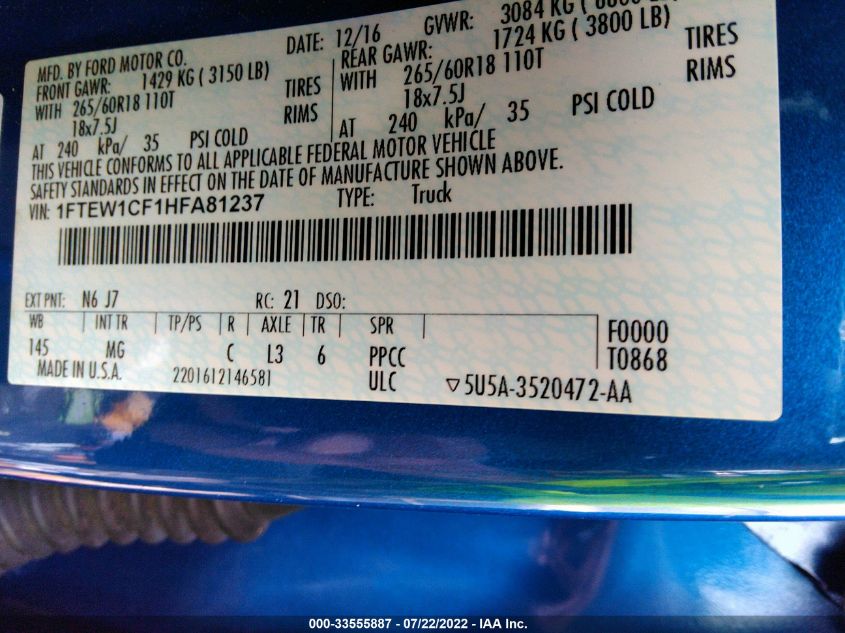 MFD. BY FORD MOTOR CO.
DATE: 12/16 GVWR: 3084 KG (
FRONT GAWR: 1429 KG ( 3150 LB)
REAR GAWR: 1724 KG ( 3800 LB)
WITH 265/60R18 110T TIRES
WITH 265/60R18 110T TIRES
18x7.5J RIMS
18x7.5J RIMS
AT 240 kPa/ 35 PSI COLD
AT 240 kPa/ 35 PSI COLD
THIS VEHICLE CONFORMS TO ALL APPLICABLE FEDERAL MOTOR VEHICLE
SAFETY STANDARDS IN EFFECT ON THE DATE OF MANUFACTURE SHOWN ABOVE.
VIN: 1FTEW1CF1HFA81237 TYPE: Truck
EXT PNT: N6 J7 RC: 21 DSO:
WB INT TR TP/PS R AXLE TR SPR F0000
145 MG C L3 6 PPCC T0868
MADE IN U.S.A. 2201612146581 ULC ▽5U5A-3520472-AA
000-33555887 - 07/22/2022 - IAA Inc.